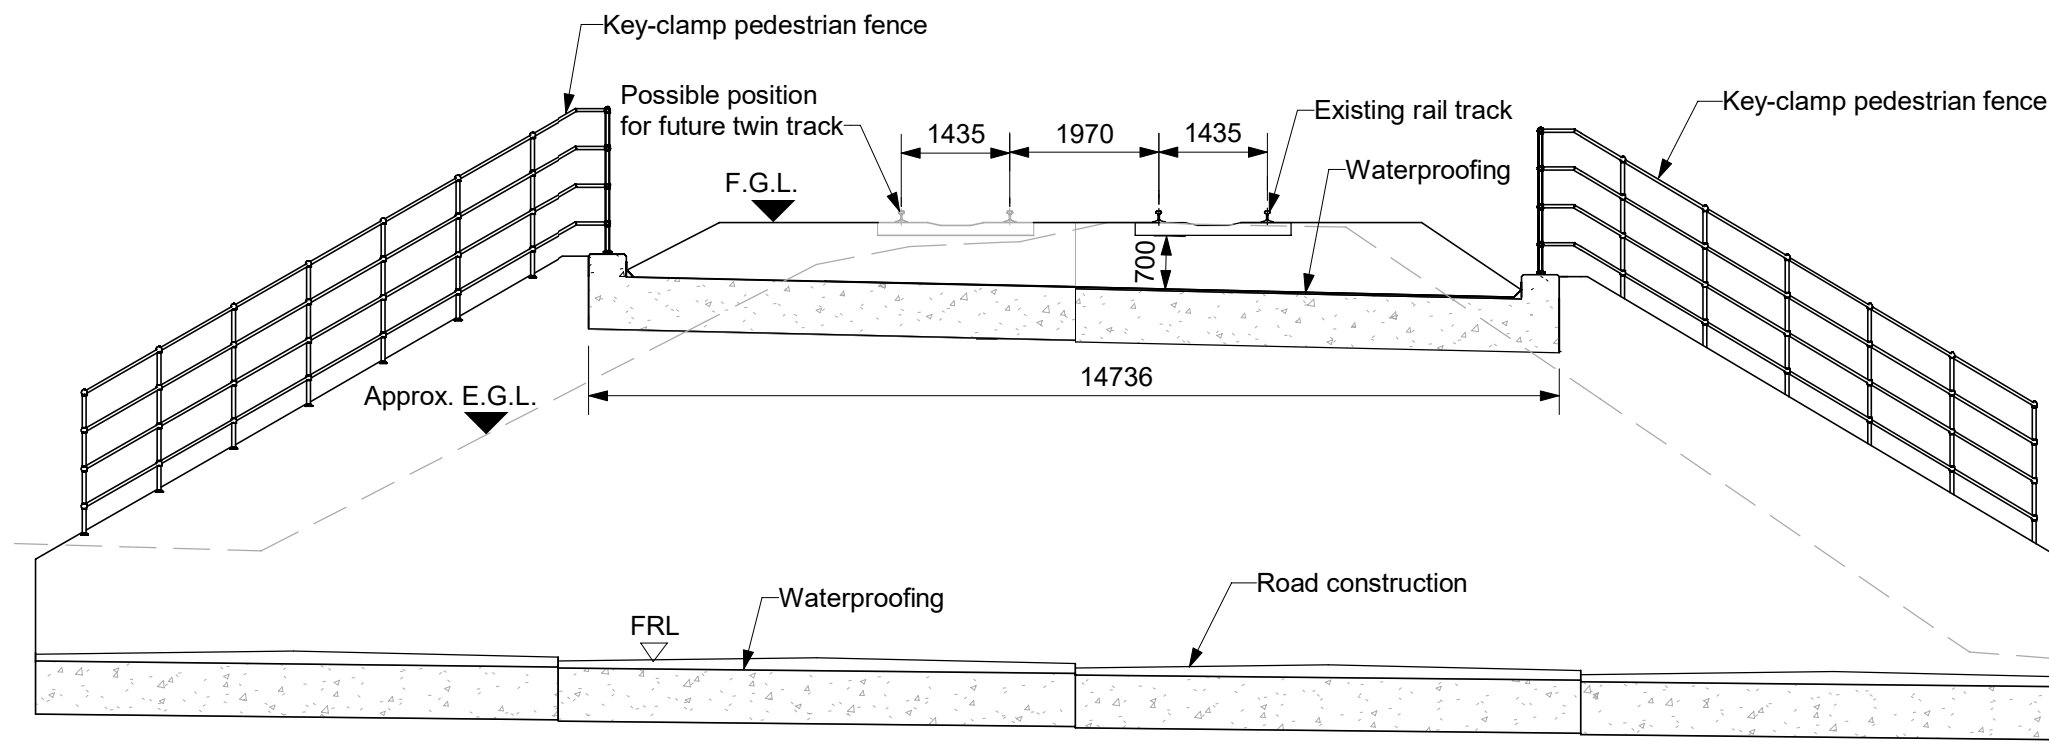 Key-clamp pedestrian fence
Possible position
for future twin track
1435
1970
1435
Existing rail track
Key-clamp pedestrian fence
Waterproofing
F.G.L.
700
14736
Approx. E.G.L.
Road construction
Waterproofing
FRL